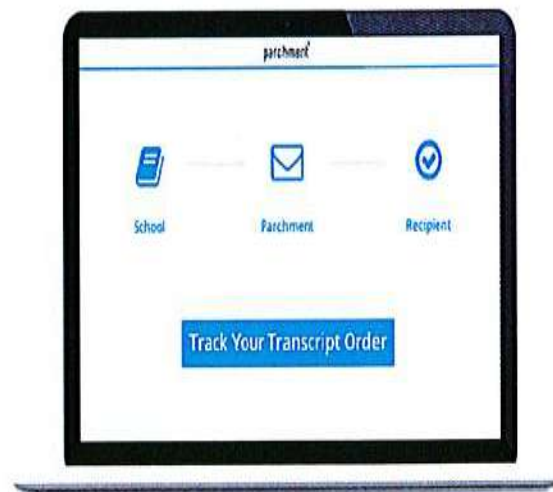 parchment
School
Parchment
Recipient
Track Your Transcript Order